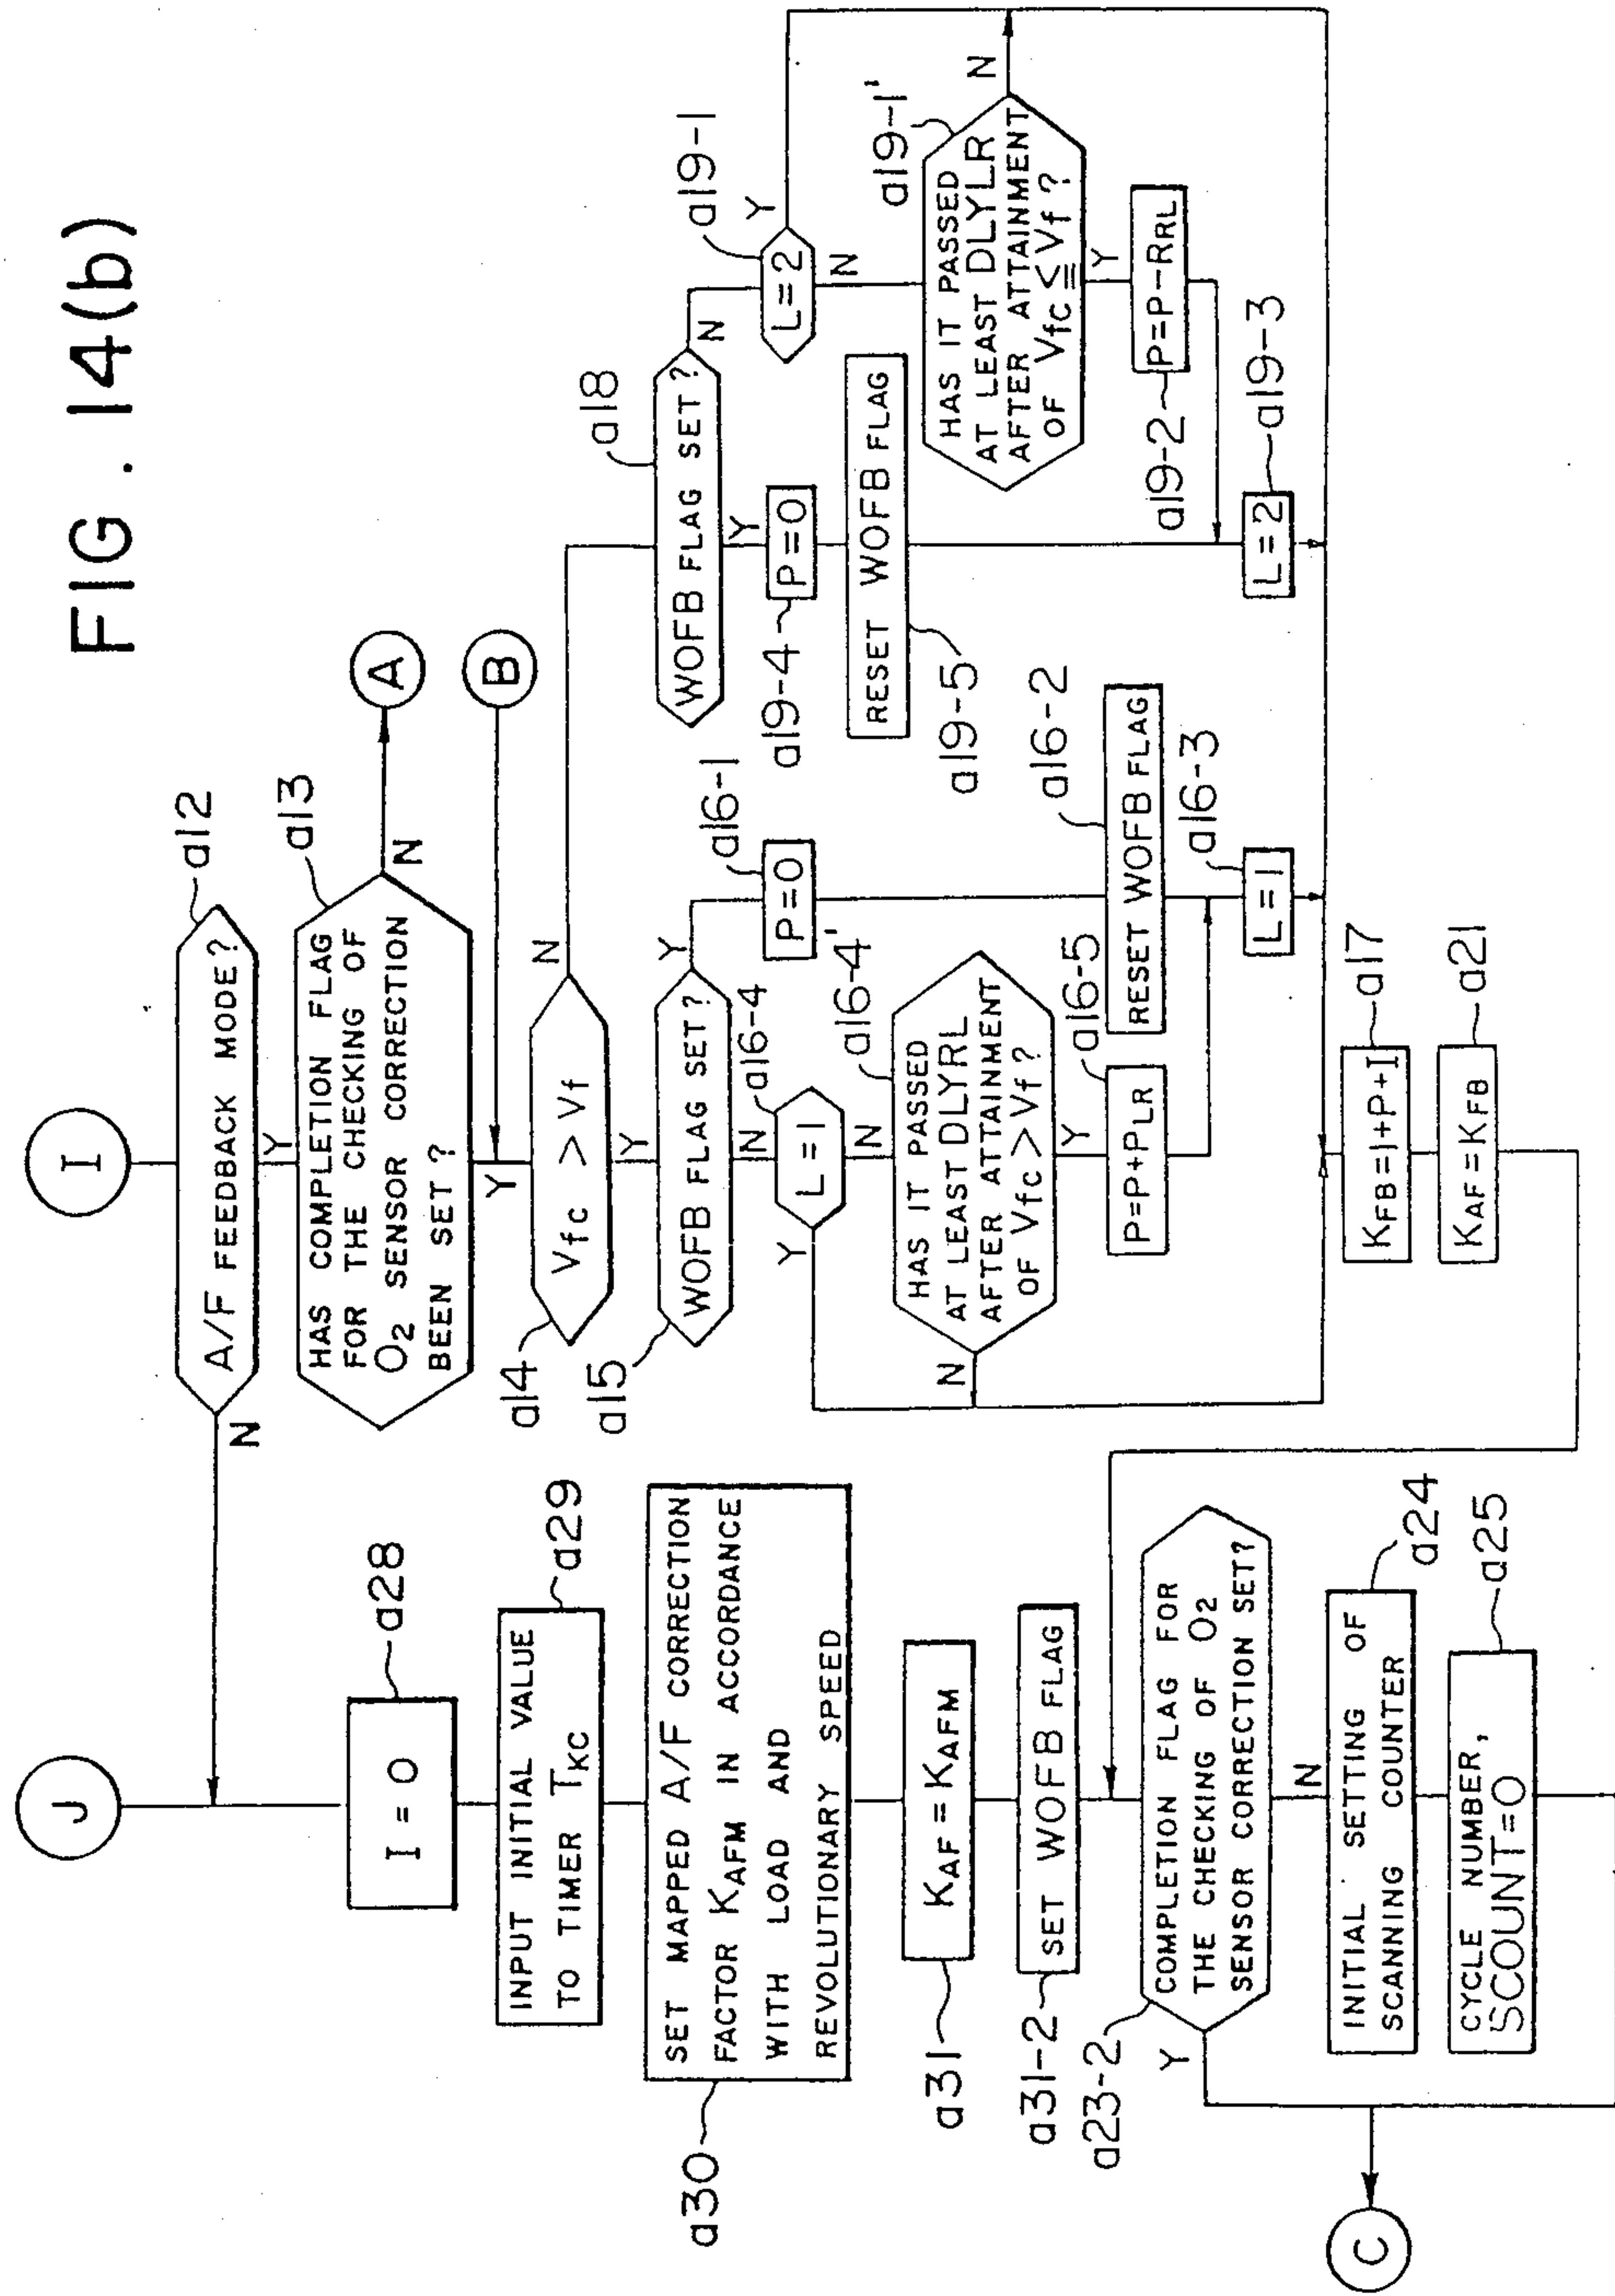 FIG. 14(b)
J
I
A/F FEEDBACK MODE?
a12
Y
N
HAS COMPLETION FLAG
FOR THE CHECKING OF
O2 SENSOR CORRECTION
BEEN SET ?
a13
N
A
Y
B
Vfc > Vf
a14
N
Y
WOFB FLAG SET?
a15
Y
N
P=0
a16-1
L=1
a16-4
Y
N
HAS IT PASSED
AT LEAST DLYRL
AFTER ATTAINMENT
OF Vfc > Vf ?
a16-4'
N
Y
P=P+PLR
a16-5
RESET WOFB FLAG
a16-2
L=1
a16-3
WOFB FLAG SET ?
a18
N
Y
P=0
a19-4
RESET WOFB FLAG
a19-5
L=2
a19-1
Y
N
HAS IT PASSED
AT LEAST DLYLR
AFTER ATTAINMENT
OF Vfc ≦ Vf ?
a19-1'
N
Y
P=P-RRL
a19-2
L=2
a19-3
KFB=1+P+I
a17
KAF=KFB
a21
I=0
a28
INPUT INITIAL VALUE
TO TIMER TKC
a29
SET MAPPED A/F CORRECTION
FACTOR KAFM IN ACCORDANCE
WITH LOAD AND
REVOLUTIONARY SPEED
a30
KAF=KAFM
a31
SET WOFB FLAG
a31-2
COMPLETION FLAG FOR
THE CHECKING OF O2
SENSOR CORRECTION SET?
a23-2
Y
N
INITIAL SETTING OF
SCANNING COUNTER
a24
CYCLE NUMBER,
SCOUNT=0
a25
C